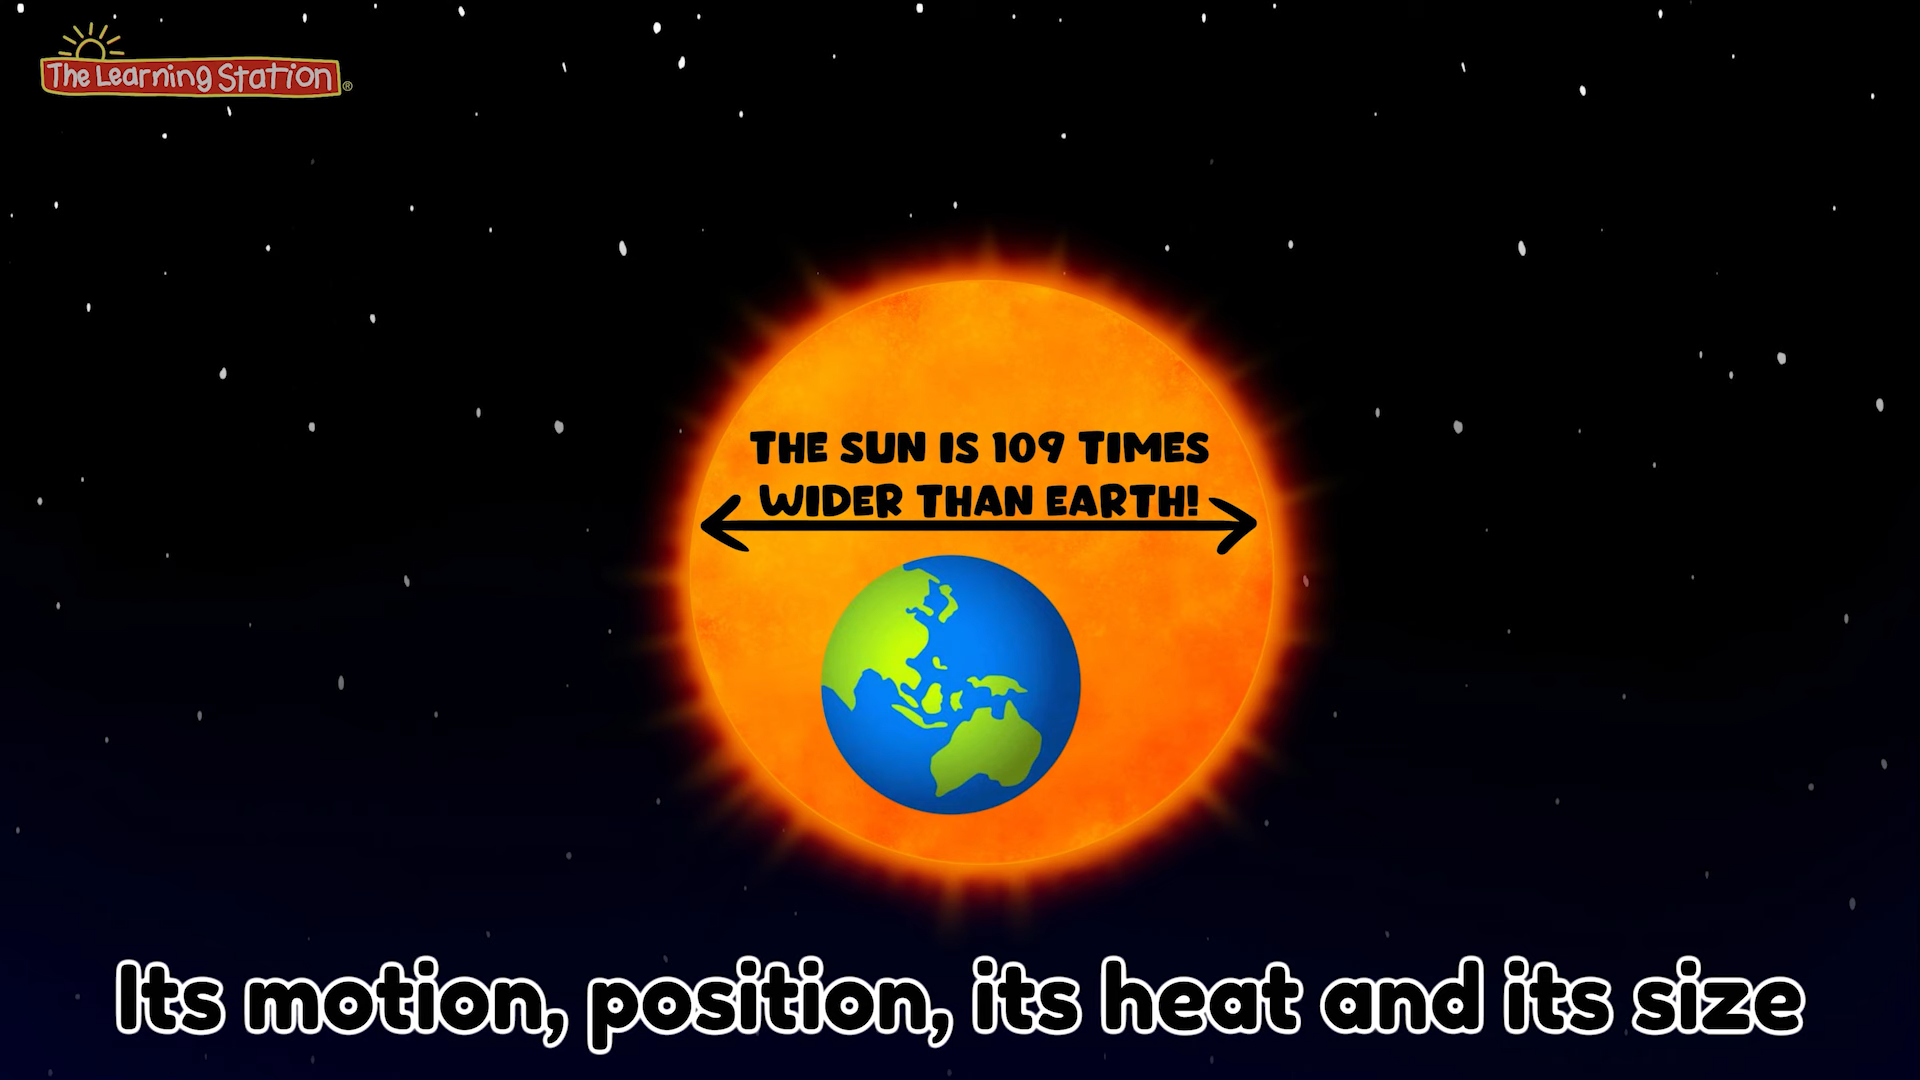 The Learning Station®
THE SUN IS 109 TIMES
WIDER THAN EARTH!
Its motion, position, its heat and its size